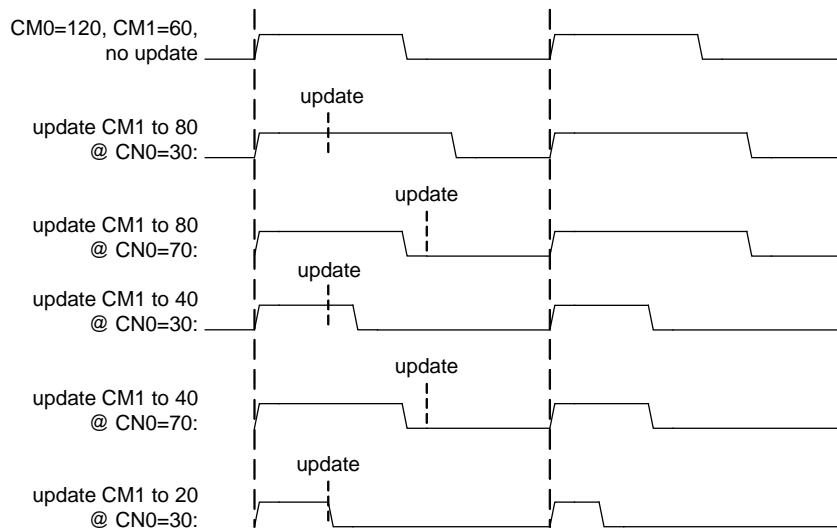 CM0=120, CM1=60,
no update
update
update CM1 to 80
@ CN0=30:
update
update CM1 to 80
@ CN0=70:
update
update CM1 to 40
@ CN0=30:
update
update CM1 to 40
@ CN0=70:
update
update CM1 to 20
@ CN0=30: